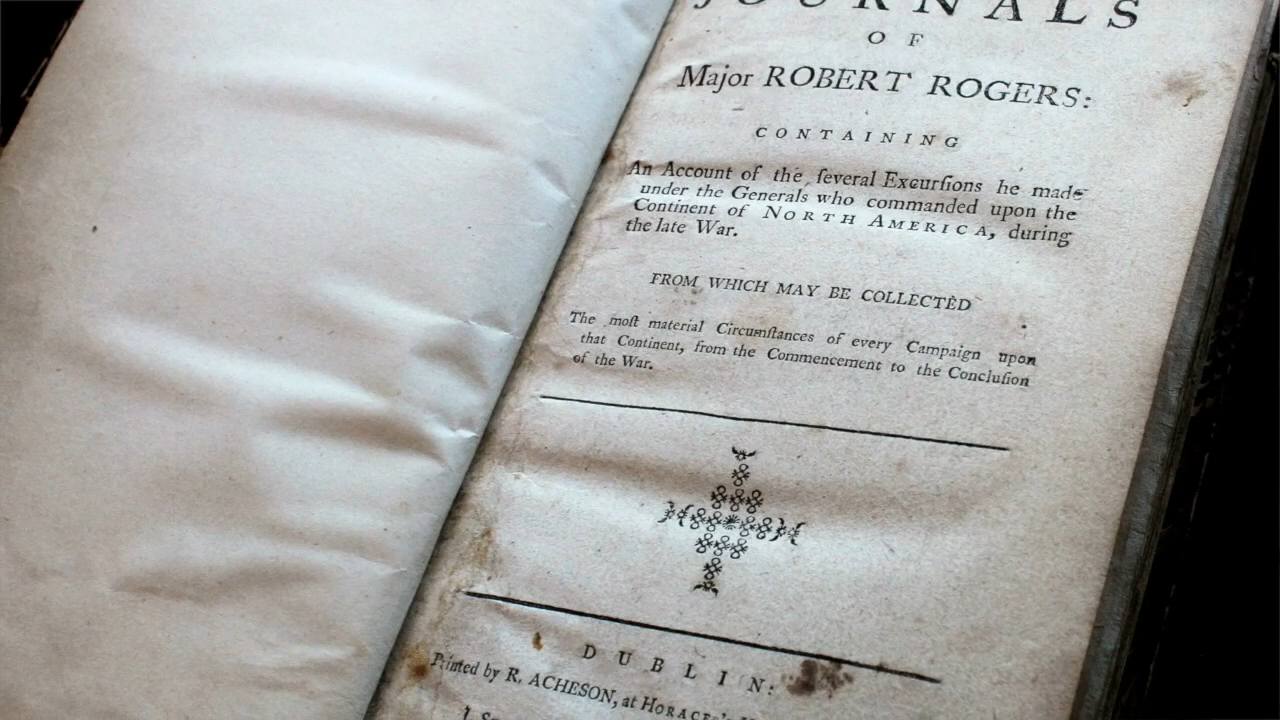 JOURNALS
OF
Major ROBERT ROGERS:
CONTAINING
An Account of the ſeveral Excurſions he made
under the Generals who commanded upon the
Continent of NORTH AMERICA, during
the late War.
FROM WHICH MAY BE COLLECTED
The moſt material Circumſtances of every Campaign upon
that Continent, from the Commencement to the Concluſion
of the War.
DUBLIN:
Printed by R. ACHESON, at HORACE's